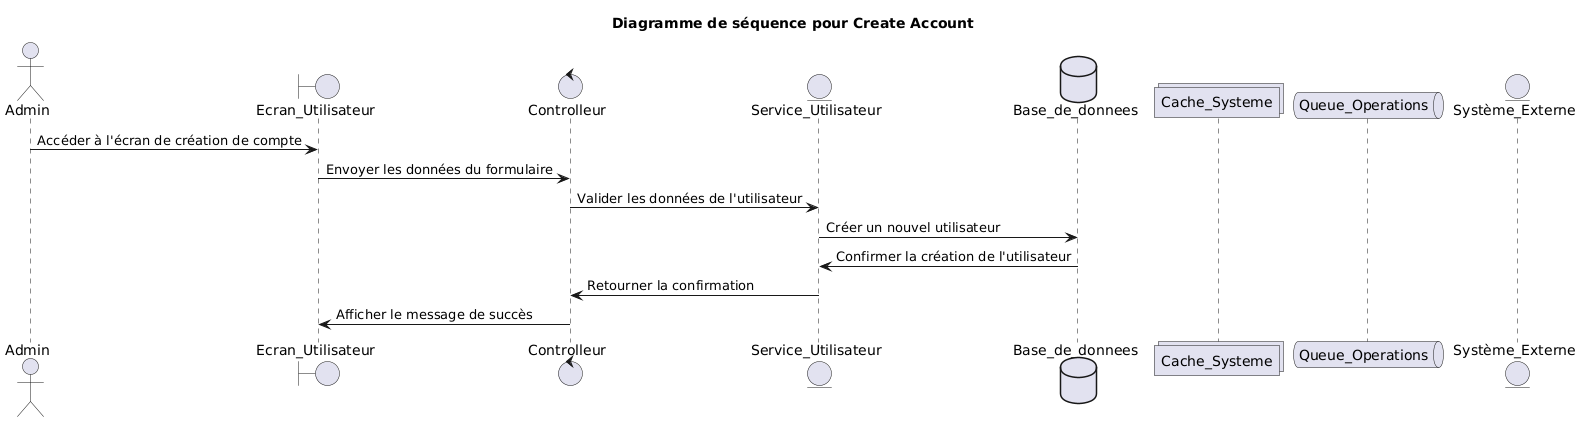 Diagramme de séquence pour Create Account
Admin
Ecran_Utilisateur
Controlleur
Service_Utilisateur
Base_de_donnees
Cache_Systeme
Queue_Operations
Système_Externe
Accéder à l'écran de création de compte
Envoyer les données du formulaire
Valider les données de l'utilisateur
Créer un nouvel utilisateur
Confirmer la création de l'utilisateur
Retourner la confirmation
Afficher le message de succès
Admin
Ecran_Utilisateur
Controlleur
Service_Utilisateur
Base_de_donnees
Cache_Systeme
Queue_Operations
Système_Externe